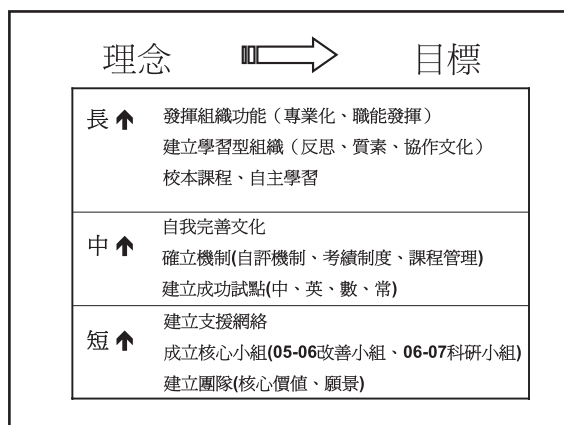 理念 目標
長 發揮組織功能（專業化、職能發揮）
建立學習型組織（反思、質素、協作文化）
校本課程、自主學習
自我完善文化
中 確立機制(自評機制、考績制度、課程管理)
建立成功試點(中、英、數、常)
建立支援網絡
短 成立核心小組(05-06改善小組、06-07科研小組)
建立團隊(核心價值、願景)